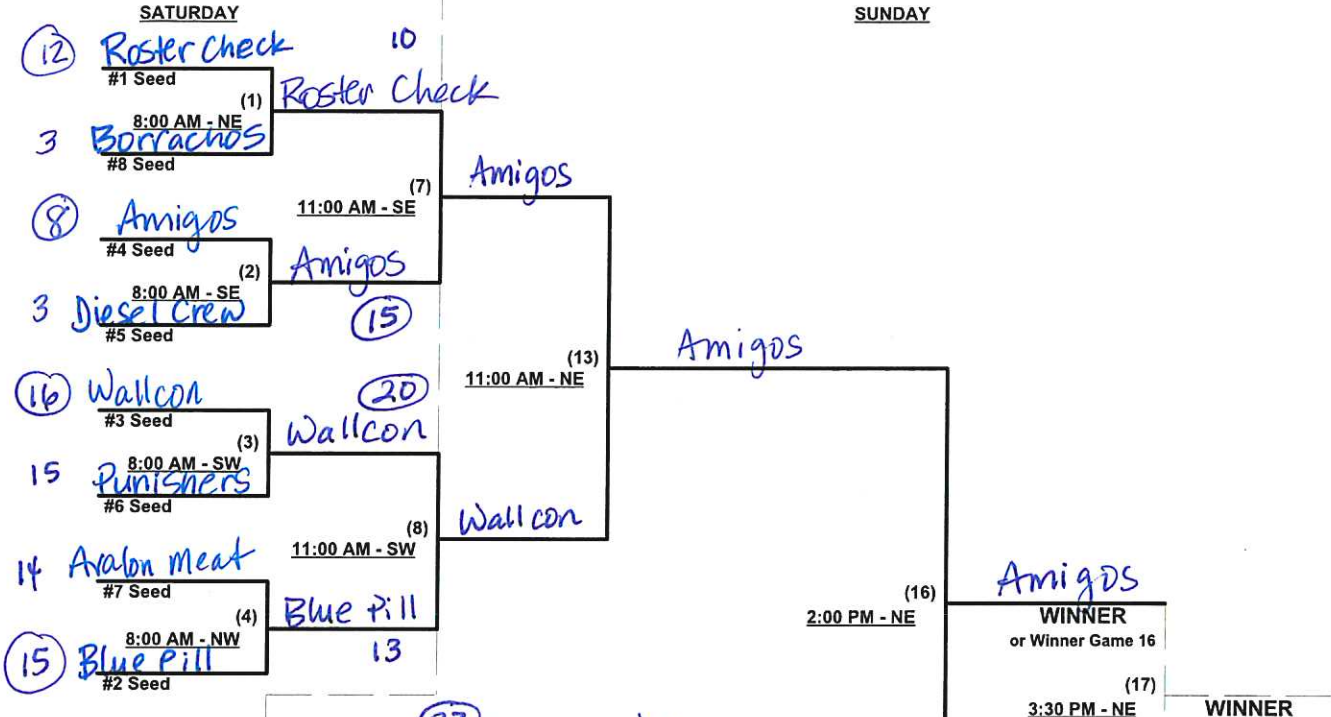 SATURDAY
SUNDAY
12 Roster Check 10
#1 Seed
(1) Roster Check
8:00 AM - NE
3 Borrachos
#8 Seed
Amigos
(7)
11:00 AM - SE
8 Amigos
#4 Seed
(2) Amigos
8:00 AM - SE
3 Diesel Crew 15
#5 Seed
Amigos
(13)
11:00 AM - NE
16 Wallcon 20
#3 Seed
(3) Wallcon
8:00 AM - SW
15 Punishers
#6 Seed
Wallcon
(8)
11:00 AM - SW
14 Avalon Meat
#7 Seed
(4) Blue Pill
8:00 AM - NW
15 Blue Pill 13
#2 Seed
Amigos
(16)
2:00 PM - NE
WINNER
or Winner Game 16
(17)
3:30 PM - NE
WINNER